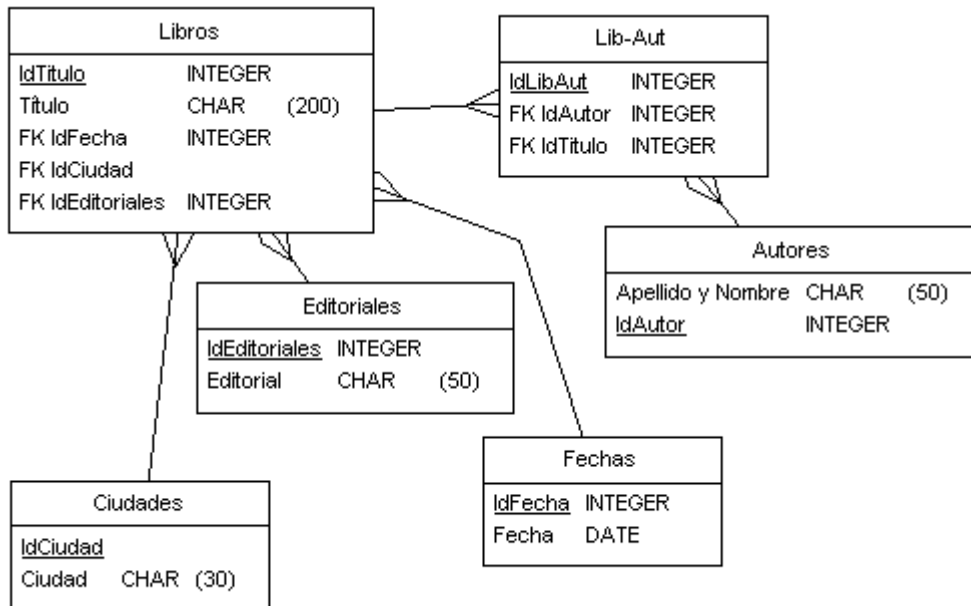 Libros
IdTitulo INTEGER
Título CHAR (200)
FK IdFecha INTEGER
FK IdCiudad
FK IdEditoriales INTEGER
Lib-Aut
IdLibAut INTEGER
FK IdAutor INTEGER
FK IdTitulo INTEGER
Autores
Apellido y Nombre CHAR (50)
IdAutor INTEGER
Editoriales
IdEditoriales INTEGER
Editorial CHAR (50)
Fechas
IdFecha INTEGER
Fecha DATE
Ciudades
IdCiudad
Ciudad CHAR (30)